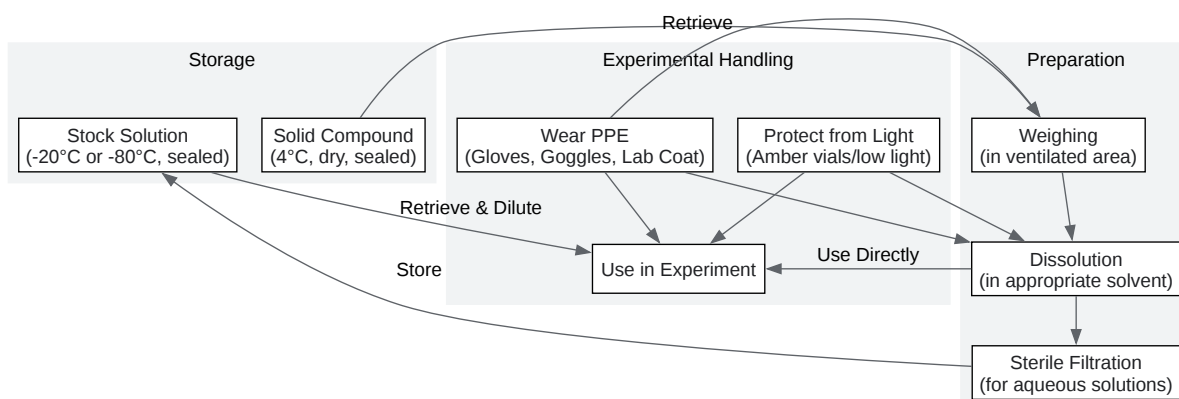 Retrieve
Storage
Experimental Handling
Preparation
Stock Solution
(-20°C or -80°C, sealed)
Solid Compound
(4°C, dry, sealed)
Wear PPE
(Gloves, Goggles, Lab Coat)
Protect from Light
(Amber vials/low light)
Weighing
(in ventilated area)
Retrieve & Dilute
Use in Experiment
Use Directly
Dissolution
(in appropriate solvent)
Store
Sterile Filtration
(for aqueous solutions)